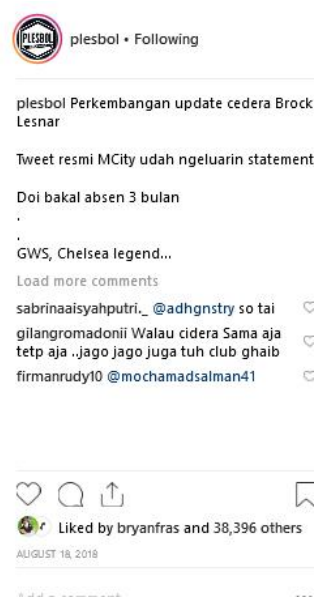 PLESBOL
plesbol • Following
plesbol Perkembangan update cedera Brock
Lesnar
Tweet resmi MCity udah ngeluarin statement
Doi bakal absen 3 bulan
.
.
GWS, Chelsea legend...
Load more comments
sabrinaaisyahputri._ @adhgnstry so tai
gilangromadonii Walau cidera Sama aja
tetp aja ..jago jago juga tuh club ghaib
firmanrudy10 @mochamadsalman41
Liked by bryanfras and 38,396 others
AUGUST 18, 2018
Add a comment...